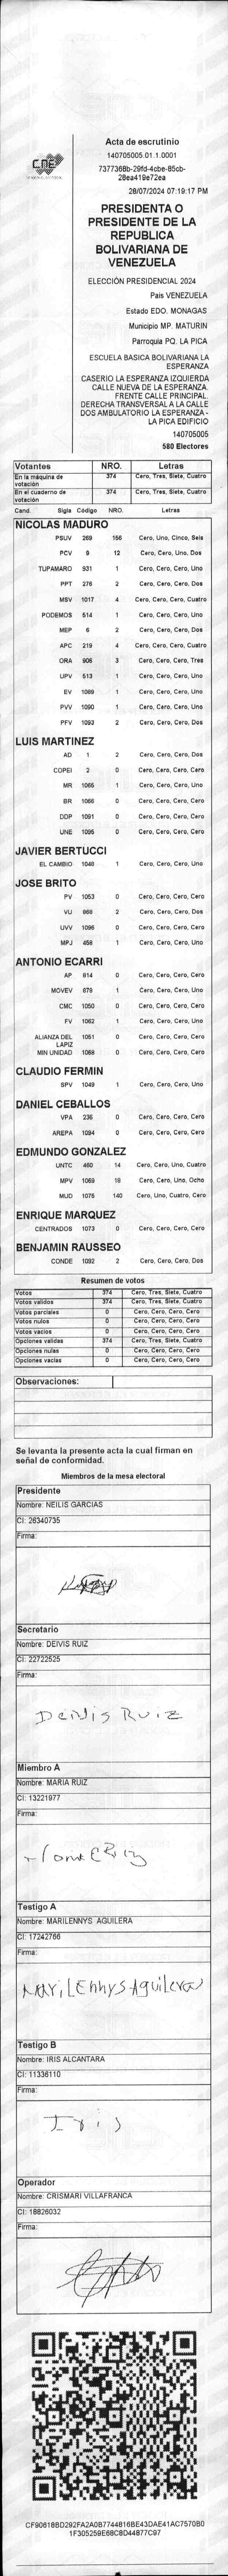 CNE
Acta de escrutinio
140705005.01.1.0001
7377368b-29fd-4cbe-85cb-
28ea419e72ea
28/07/2024 07:19:17 PM
PRESIDENTA O
PRESIDENTE DE LA
REPUBLICA
BOLIVARIANA DE
VENEZUELA
ELECCIÓN PRESIDENCIAL 2024
Pais VENEZUELA
Estado EDO. MONAGAS
Municipio MP. MATURIN
Parroquia PQ. LA PICA
ESCUELA BASICA BOLIVARIANA LA
ESPERANZA
CASERIO LA ESPERANZA IZQUIERDA
CALLE NUEVA DE LA ESPERANZA.
FRENTE CALLE PRINCIPAL.
DERECHA TRANSVERSAL A LA CALLE
DOS AMBULATORIO LA ESPERANZA -
LA PICA EDIFICIO
140705005
580 Electores
Votantes NRO. Letras
En la máquina de votación 374 Cero, Tres, Siete, Cuatro
En el cuaderno de votación 374 Cero, Tres, Siete, Cuatro
Cand. Sigla Código NRO. Letras
NICOLAS MADURO
PSUV 269 156 Cero, Uno, Cinco, Seis
PCV 9 12 Cero, Cero, Uno, Dos
TUPAMARO 931 1 Cero, Cero, Cero, Uno
PPT 276 2 Cero, Cero, Cero, Dos
MSV 1017 4 Cero, Cero, Cero, Cuatro
PODEMOS 514 1 Cero, Cero, Cero, Uno
MEP 6 2 Cero, Cero, Cero, Dos
APC 219 4 Cero, Cero, Cero, Cuatro
ORA 906 3 Cero, Cero, Cero, Tres
UPV 513 1 Cero, Cero, Cero, Uno
EV 1089 1 Cero, Cero, Cero, Uno
PVV 1090 1 Cero, Cero, Cero, Uno
PFV 1093 2 Cero, Cero, Cero, Dos
LUIS MARTINEZ
AD 1 2 Cero, Cero, Cero, Dos
COPEI 2 0 Cero, Cero, Cero, Cero
MR 1065 1 Cero, Cero, Cero, Uno
BR 1066 0 Cero, Cero, Cero, Cero
DDP 1091 0 Cero, Cero, Cero, Cero
UNE 1095 0 Cero, Cero, Cero, Cero
JAVIER BERTUCCI
EL CAMBIO 1048 1 Cero, Cero, Cero, Uno
JOSE BRITO
PV 1053 0 Cero, Cero, Cero, Cero
VU 868 2 Cero, Cero, Cero, Dos
UVV 1096 0 Cero, Cero, Cero, Cero
MPJ 458 1 Cero, Cero, Cero, Uno
ANTONIO ECARRI
AP 814 0 Cero, Cero, Cero, Cero
MOVEV 878 1 Cero, Cero, Cero, Uno
CMC 1050 0 Cero, Cero, Cero, Cero
FV 1062 1 Cero, Cero, Cero, Uno
ALIANZA DEL LAPIZ 1051 0 Cero, Cero, Cero, Cero
MIN UNIDAD 1068 0 Cero, Cero, Cero, Cero
CLAUDIO FERMIN
SPV 1049 1 Cero, Cero, Cero, Uno
DANIEL CEBALLOS
VPA 236 0 Cero, Cero, Cero, Cero
AREPA 1094 0 Cero, Cero, Cero, Cero
EDMUNDO GONZALEZ
UNTC 460 14 Cero, Cero, Uno, Cuatro
MPV 1069 18 Cero, Cero, Uno, Ocho
MUD 1076 140 Cero, Uno, Cuatro, Cero
ENRIQUE MARQUEZ
CENTRADOS 1073 0 Cero, Cero, Cero, Cero
BENJAMIN RAUSSEO
CONDE 1092 2 Cero, Cero, Cero, Dos
Resumen de votos
Votos 374 Cero, Tres, Siete, Cuatro
Votos validos 374 Cero, Tres, Siete, Cuatro
Votos parciales 0 Cero, Cero, Cero, Cero
Votos nulos 0 Cero, Cero, Cero, Cero
Votos vacios 0 Cero, Cero, Cero, Cero
Opciones validas 374 Cero, Tres, Siete, Cuatro
Opciones nulas 0 Cero, Cero, Cero, Cero
Opciones vacias 0 Cero, Cero, Cero, Cero
Observaciones:
Se levanta la presente acta la cual firman en
señal de conformidad.
Miembros de la mesa electoral
Presidente
Nombre: NEILIS GARCIAS
CI: 26340735
Firma:
Secretario
Nombre: DEIVIS RUIZ
CI: 22722525
Firma:
Deivis Ruiz
Miembro A
Nombre: MARIA RUIZ
CI: 13221977
Firma:
Testigo A
Nombre: MARILENNYS AGUILERA
CI: 17242766
Firma:
Marilennys Aguilera
Testigo B
Nombre: IRIS ALCANTARA
CI: 11336110
Firma:
Iris
Operador
Nombre: CRISMARI VILLAFRANCA
CI: 18826032
Firma:
CF90618BD292FA2A0B7744816BE43DAE41AC7570B0
1F305259E68C8D44877C97